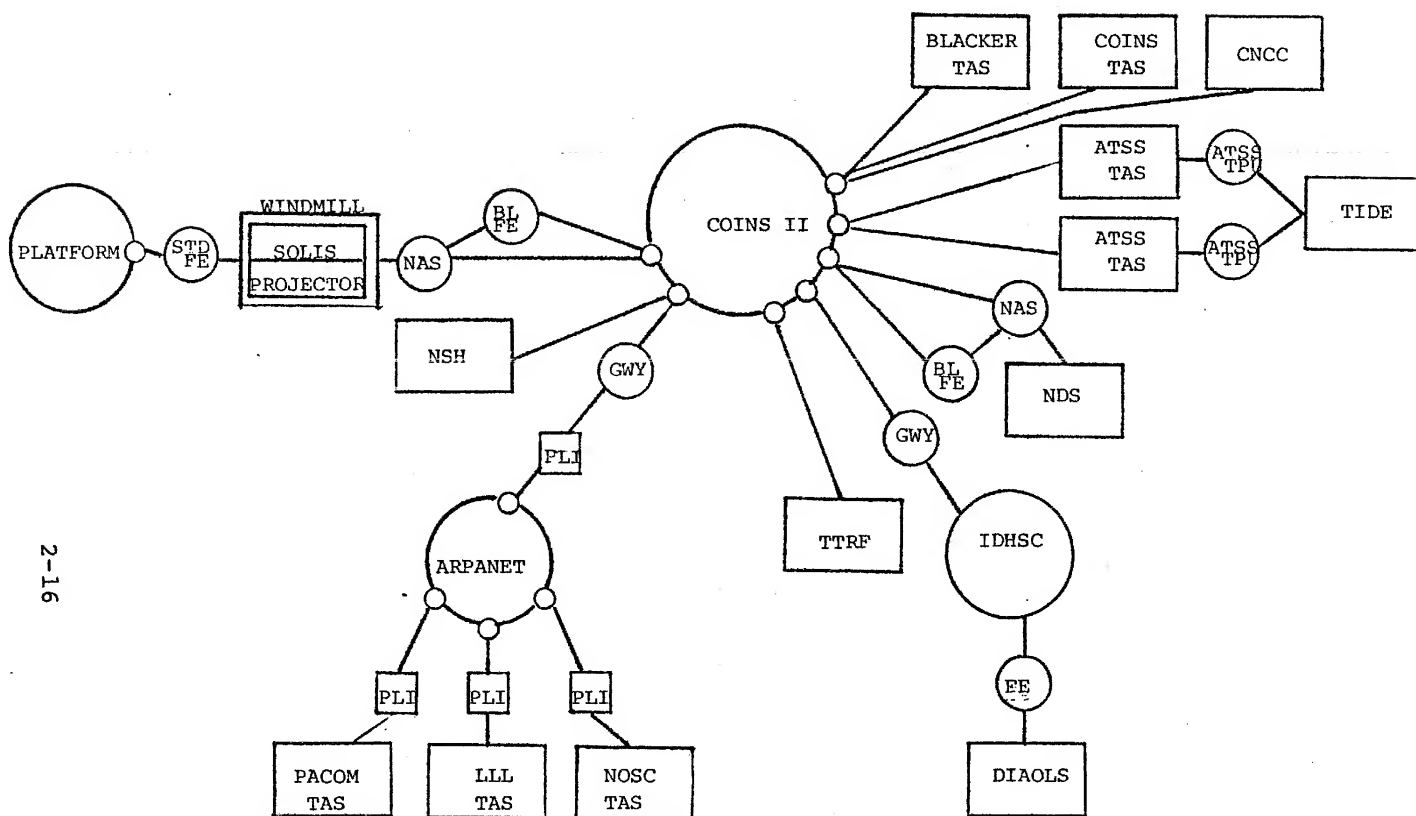 BLACKER
TAS
COINS
TAS
CNCC
ATSS
TAS
ATSS
TPU
TIDE
ATSS
TAS
ATSS
TPU
COINS II
PLATFORM
STD
FE
WINDMILL
SOLIS
PROJECTOR
NAS
BL
FE
NSH
GWY
PLI
ARPANET
PLI
PLI
PLI
PACOM
TAS
LLL
TAS
NOSC
TAS
TTRF
NAS
BL
FE
NDS
GWY
IDHSC
FE
DIAOLS
2-16